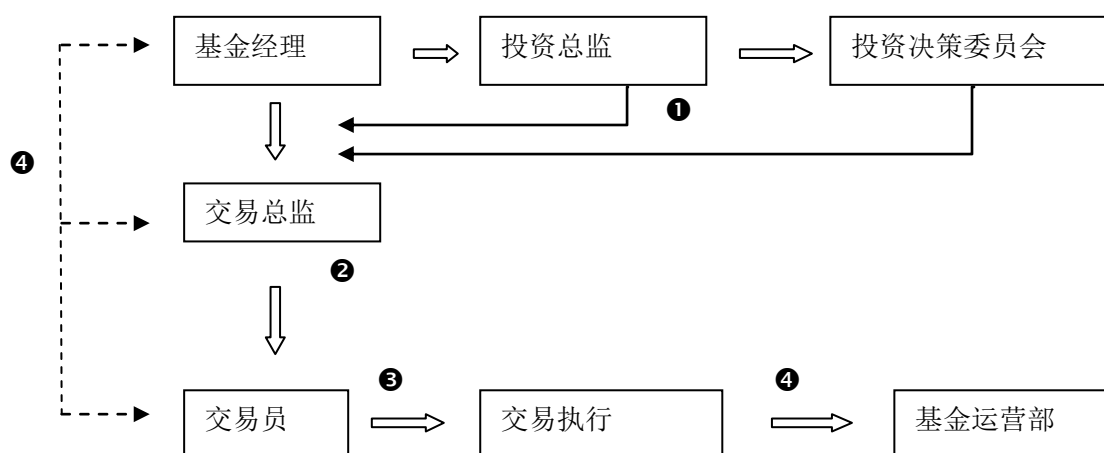 基金经理
投资总监
投资决策委员会
❶
❹
交易总监
❷
❸
❹
交易员
交易执行
基金运营部